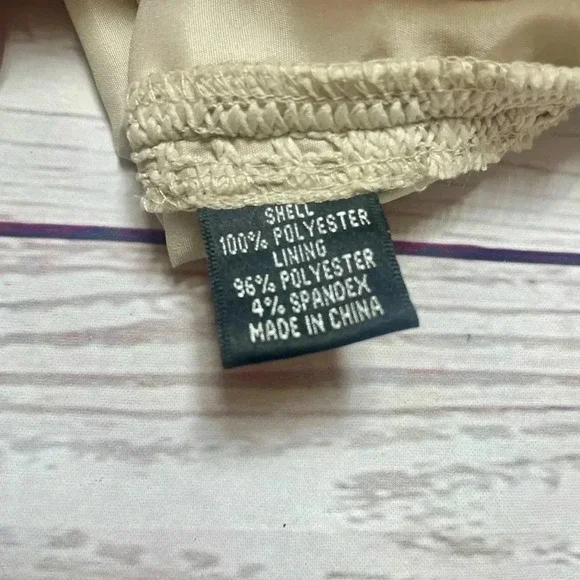 SHELL
100% POLYESTER
LINING
96% POLYESTER
4% SPANDEX
MADE IN CHINA